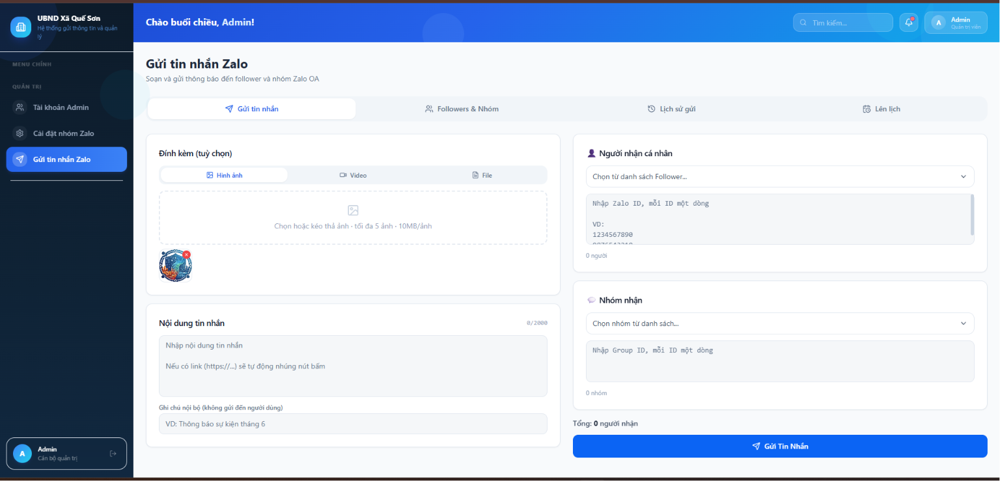 UBND Xã Quế Sơn
Hệ thống gửi thông tin và quản
lý
MENU CHÍNH
QUẢN TRỊ
Tài khoản Admin
Cài đặt nhóm Zalo
Gửi tin nhắn Zalo
Admin
Cán bộ quản trị
Chào buổi chiều, Admin!
Tìm kiếm...
Admin
Quản trị viên
Gửi tin nhắn Zalo
Soạn và gửi thông báo đến follower và nhóm Zalo OA
Gửi tin nhắn
Followers & Nhóm
Lịch sử gửi
Lên lịch
Đính kèm (tuỳ chọn)
Hình ảnh
Video
File
Chọn hoặc kéo thả ảnh · tối đa 5 ảnh · 10MB/ảnh
Nội dung tin nhắn
0/2000
Nhập nội dung tin nhắn
Nếu có link (https://...) sẽ tự động nhúng nút bấm
Ghi chú nội bộ (không gửi đến người dùng)
VD: Thông báo sự kiện tháng 6
Người nhận cá nhân
Chọn từ danh sách Follower...
Nhập Zalo ID, mỗi ID một dòng
VD:
1234567890
0 người
Nhóm nhận
Chọn nhóm từ danh sách...
Nhập Group ID, mỗi ID một dòng
0 nhóm
Tổng: 0 người nhận
Gửi Tin Nhắn